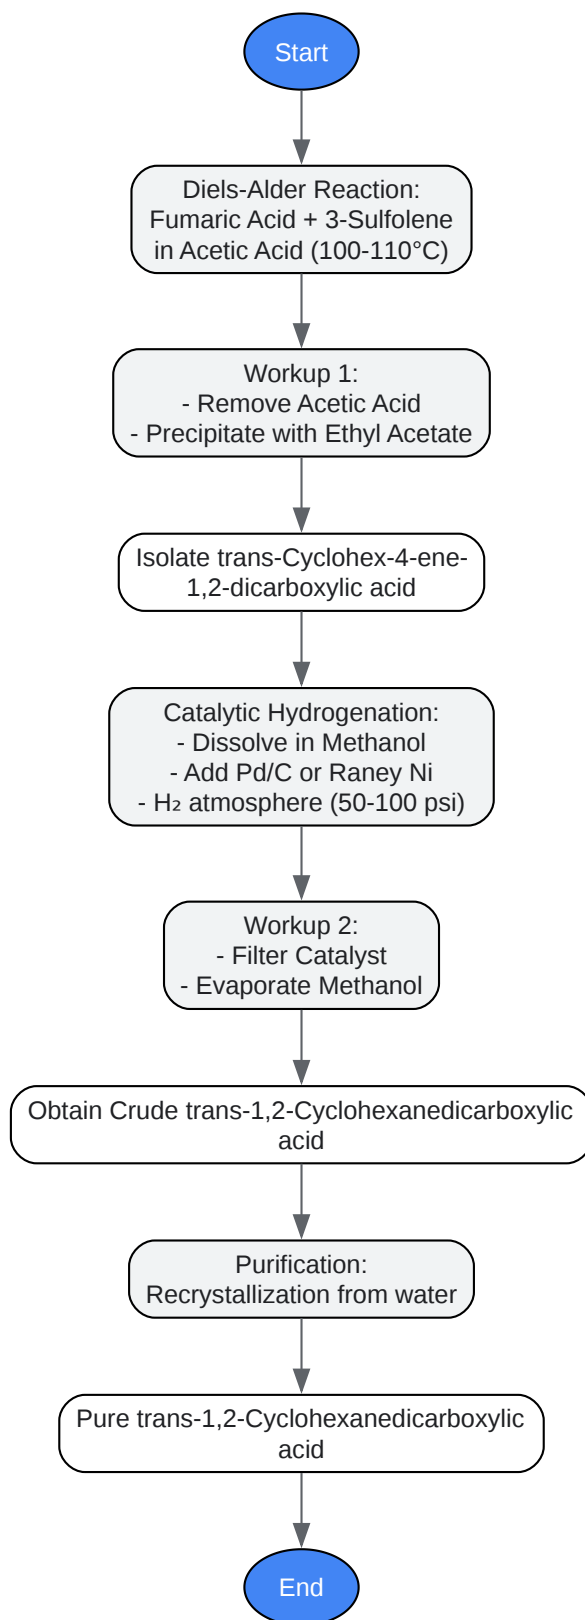 Start
Diels-Alder Reaction:
Fumaric Acid + 3-Sulfolene
in Acetic Acid (100-110°C)
Workup 1:
- Remove Acetic Acid
- Precipitate with Ethyl Acetate
Isolate trans-Cyclohex-4-ene-
1,2-dicarboxylic acid
Catalytic Hydrogenation:
- Dissolve in Methanol
- Add Pd/C or Raney Ni
- H₂ atmosphere (50-100 psi)
Workup 2:
- Filter Catalyst
- Evaporate Methanol
Obtain Crude trans-1,2-Cyclohexanedicarboxylic
acid
Purification:
Recrystallization from water
Pure trans-1,2-Cyclohexanedicarboxylic
acid
End